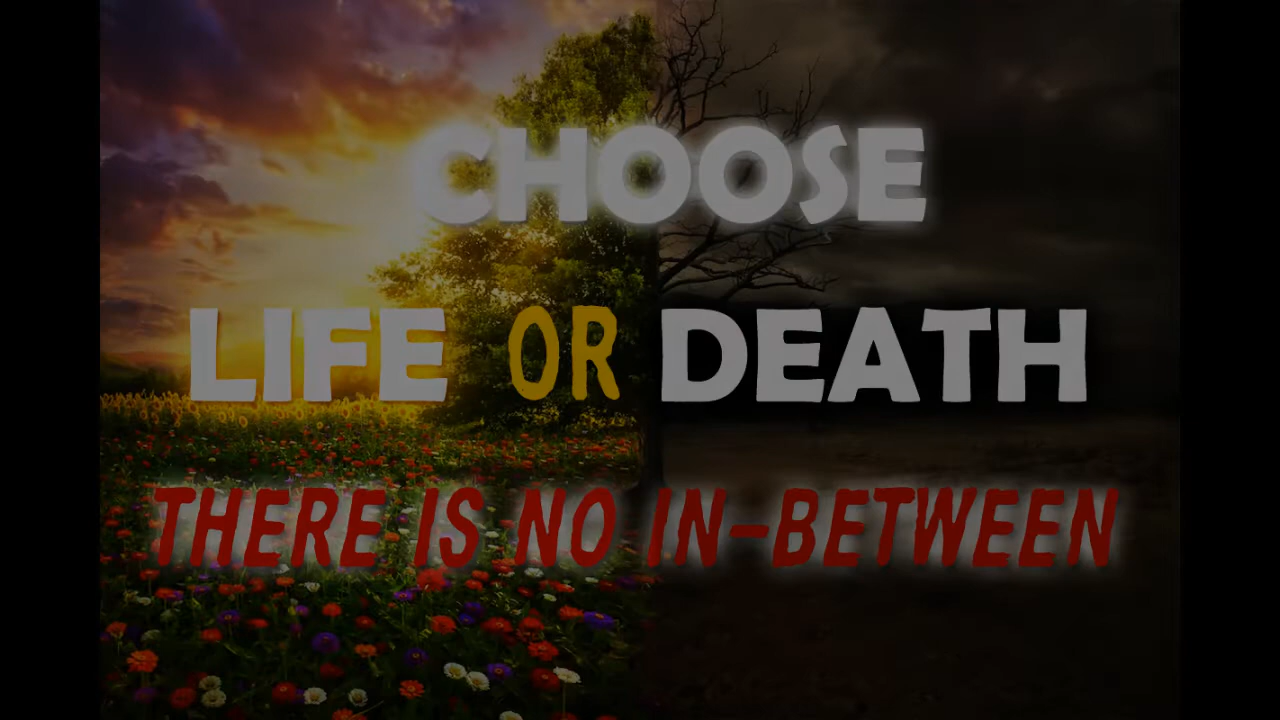 CHOOSE
LIFE OR DEATH
THERE IS NO IN-BETWEEN